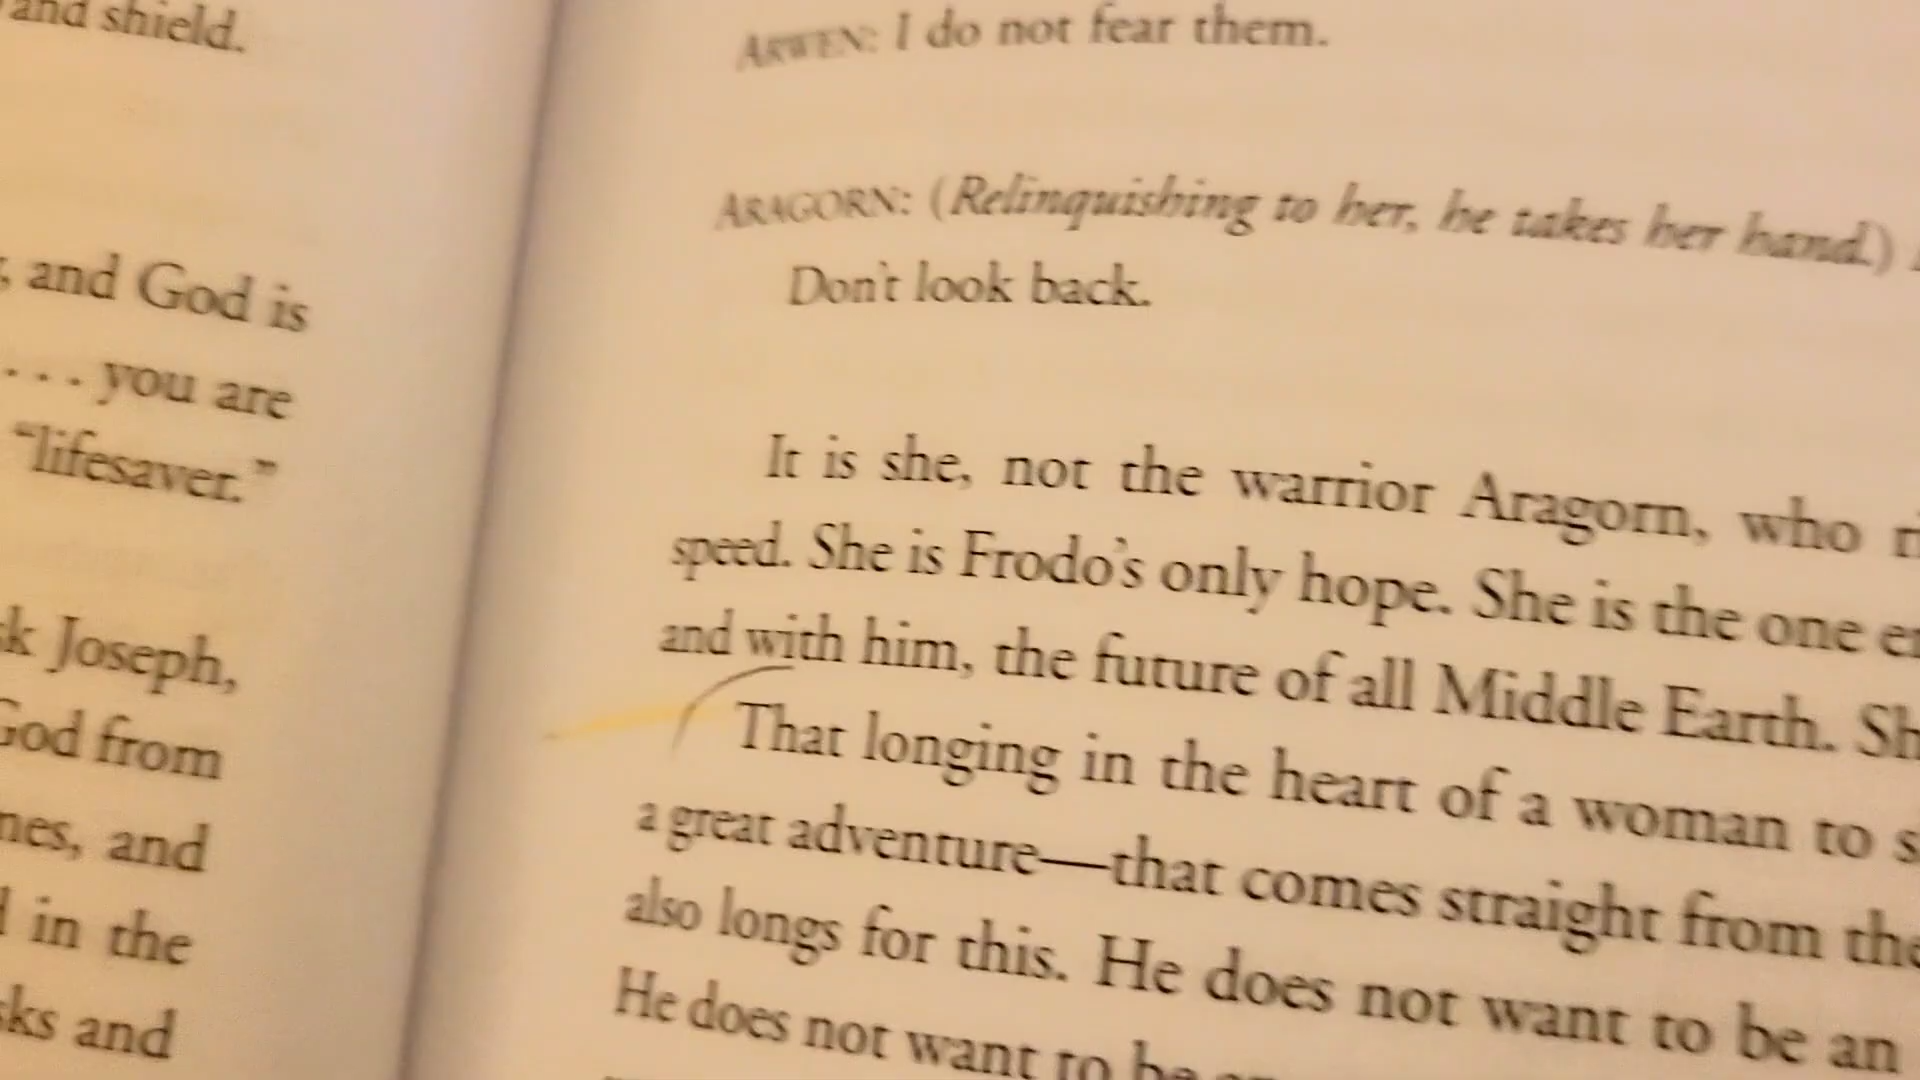 and shield.
and God is
. . . you are
“lifesaver.”
Joseph,
God from
and
in the
and
ARWEN: I do not fear them.
ARAGORN: (Relinquishing to her, he takes her hand.)
Don't look back.
It is she, not the warrior Aragorn, who
speed. She is Frodo's only hope. She is the one
and with him, the future of all Middle Earth.
That longing in the heart of a woman to
a great adventure—that comes straight from
also longs for this. He does not want to be an
He does not want to be